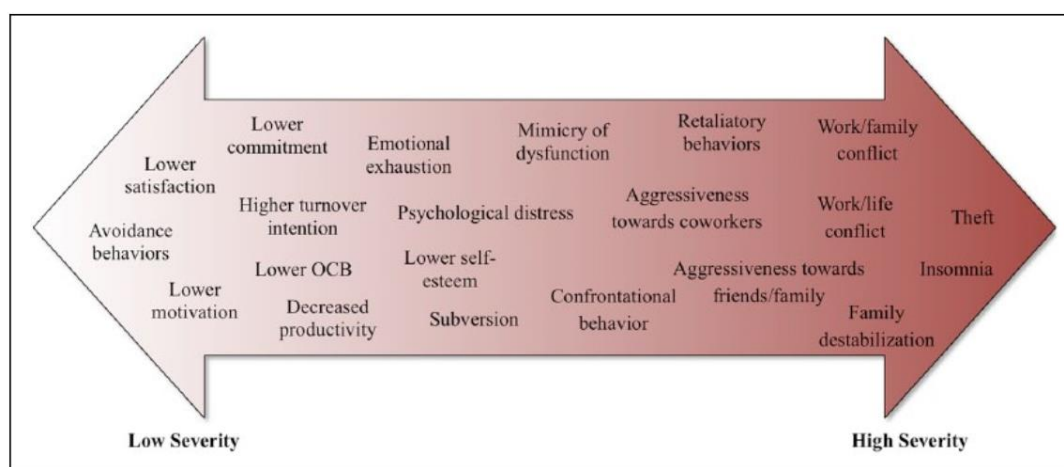 Lower
commitment
Emotional
exhaustion
Mimicry of
dysfunction
Retaliatory
behaviors
Work/family
conflict
Lower
satisfaction
Higher turnover
intention
Psychological distress
Aggressiveness
towards coworkers
Work/life
conflict
Theft
Avoidance
behaviors
Lower OCB
Lower self-
esteem
Aggressiveness towards
friends/family
Insomnia
Lower
motivation
Decreased
productivity
Subversion
Confrontational
behavior
Family
destabilization
Low Severity
High Severity